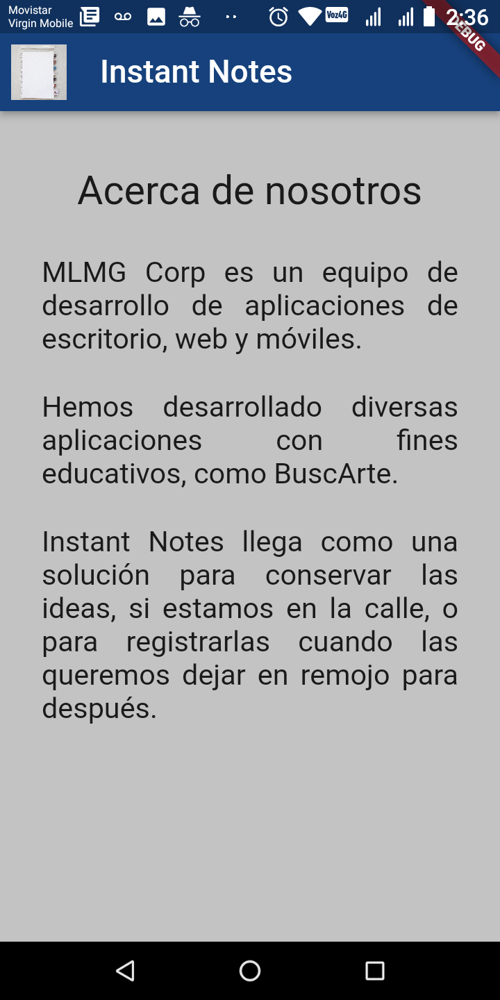 Movistar
Virgin Mobile
Voz4G
2:36
DEBUG
Instant Notes
Acerca de nosotros
MLMG Corp es un equipo de
desarrollo de aplicaciones de
escritorio, web y móviles.
Hemos desarrollado diversas
aplicaciones con fines
educativos, como BuscArte.
Instant Notes llega como una
solución para conservar las
ideas, si estamos en la calle, o
para registrarlas cuando las
queremos dejar en remojo para
después.